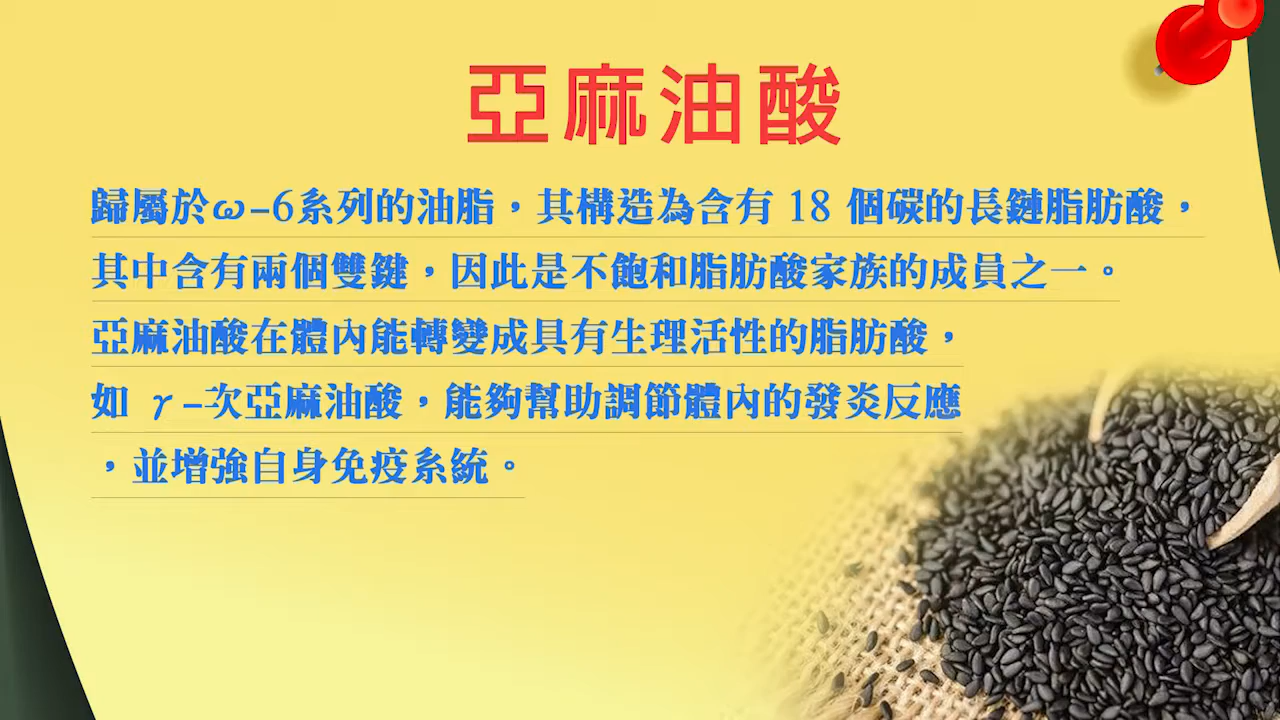 亞麻油酸
歸屬於ω-6系列的油脂，其構造為含有 18 個碳的長鏈脂肪酸，
其中含有兩個雙鍵，因此是不飽和脂肪酸家族的成員之一。
亞麻油酸在體內能轉變成具有生理活性的脂肪酸，
如 γ-次亞麻油酸，能夠幫助調節體內的發炎反應
，並增強自身免疫系統。